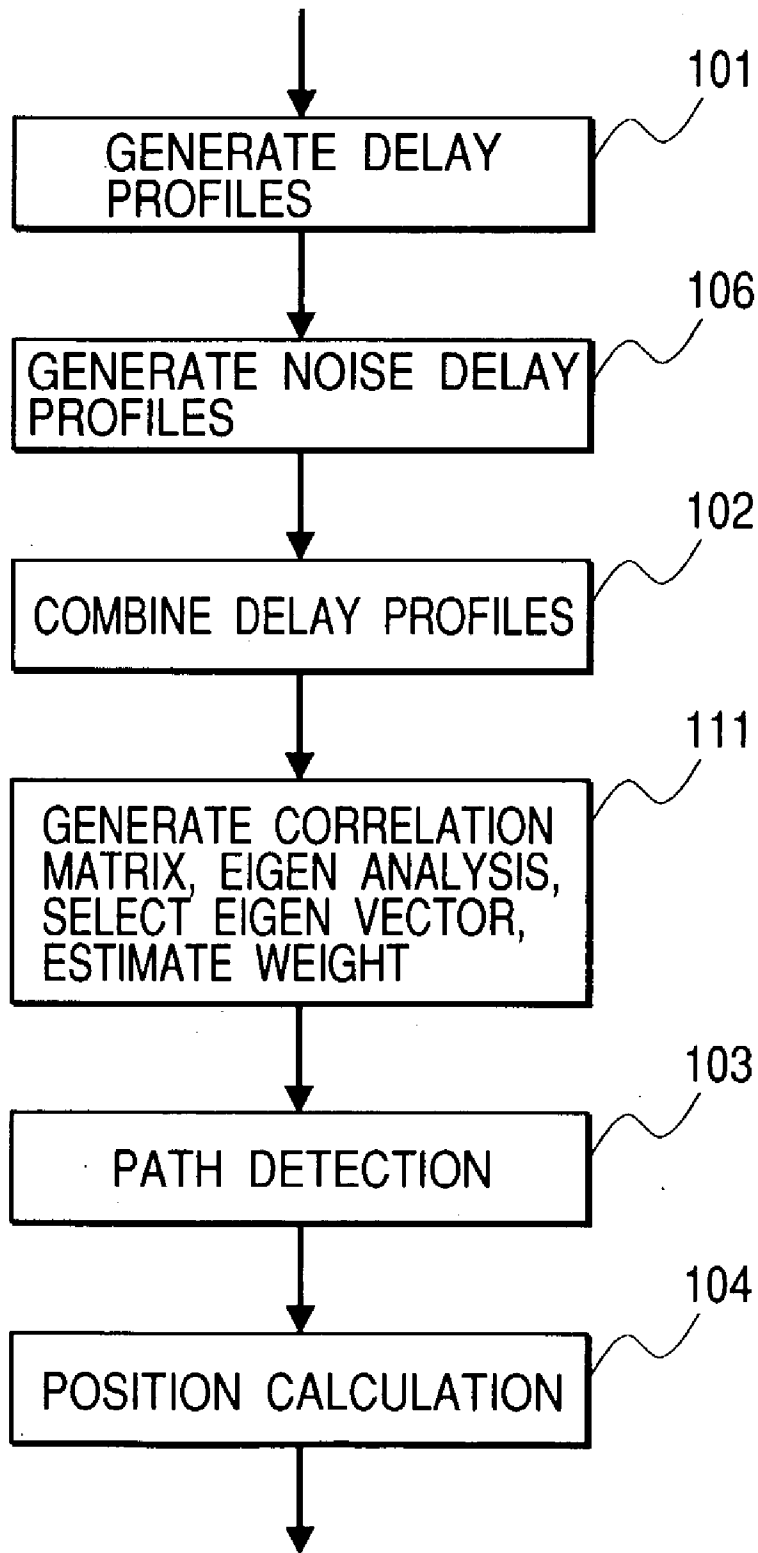 101
GENERATE DELAY
PROFILES
106
GENERATE NOISE DELAY
PROFILES
102
COMBINE DELAY PROFILES
111
GENERATE CORRELATION
MATRIX, EIGEN ANALYSIS,
SELECT EIGEN VECTOR,
ESTIMATE WEIGHT
103
PATH DETECTION
104
POSITION CALCULATION